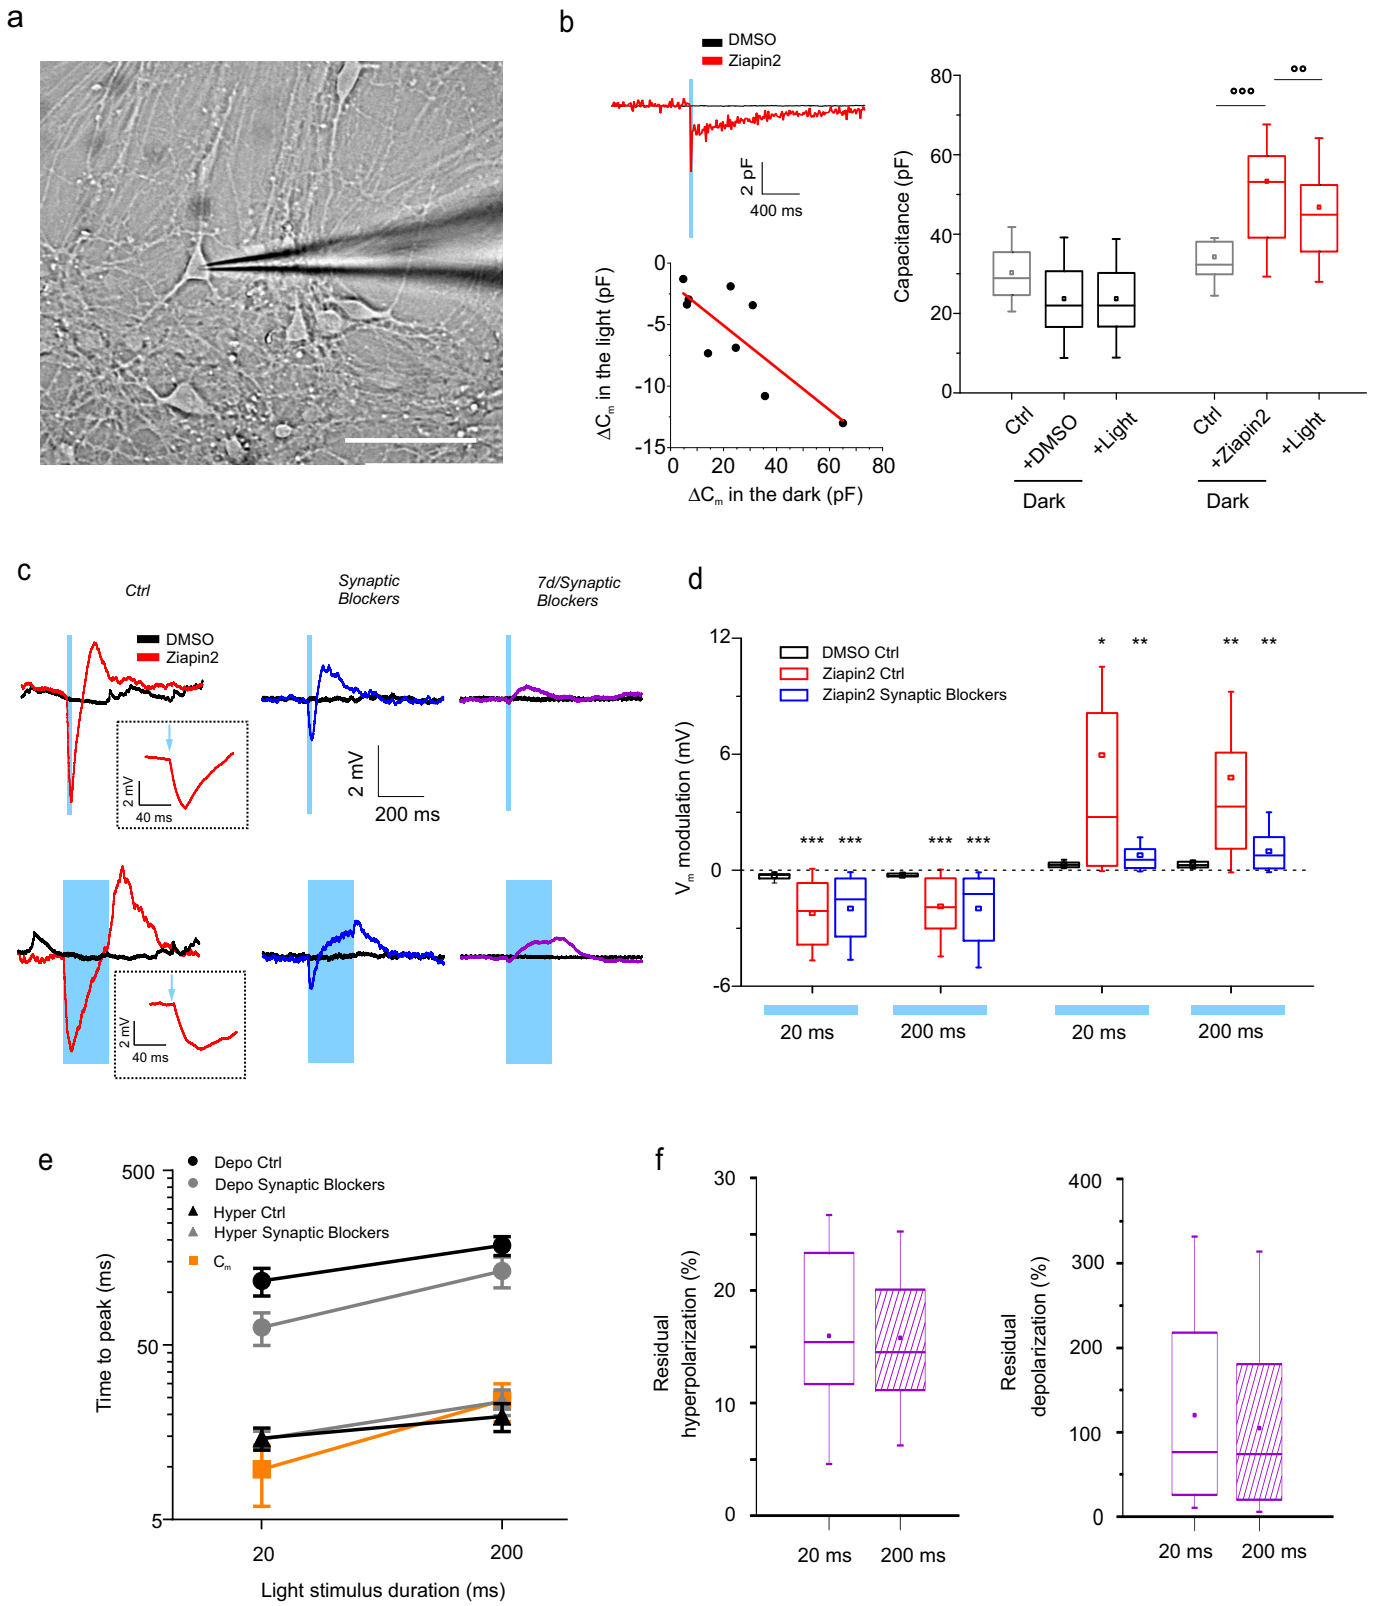 a
b
DMSO
Ziapin2
2 pF
400 ms
0
-5
-10
-15
0
20
40
60
80
ΔCm in the light (pF)
ΔCm in the dark (pF)
80
60
40
20
0
Capacitance (pF)
°°°
°°
Ctrl
+DMSO
+Light
Ctrl
+Ziapin2
+Light
Dark
Dark
c
Ctrl
Synaptic
Blockers
7d/Synaptic
Blockers
DMSO
Ziapin2
2 mV
40 ms
2 mV
200 ms
2 mV
40 ms
d
DMSO Ctrl
Ziapin2 Ctrl
Ziapin2 Synaptic Blockers
12
6
0
-6
Vm modulation (mV)
*** *** *** *** * ** ** **
20 ms
200 ms
20 ms
200 ms
e
Depo Ctrl
Depo Synaptic Blockers
Hyper Ctrl
Hyper Synaptic Blockers
Cm
500
50
5
Time to peak (ms)
20
200
Light stimulus duration (ms)
f
30
20
10
0
Residual
hyperpolarization (%)
20 ms
200 ms
400
300
200
100
0
Residual
depolarization (%)
20 ms
200 ms